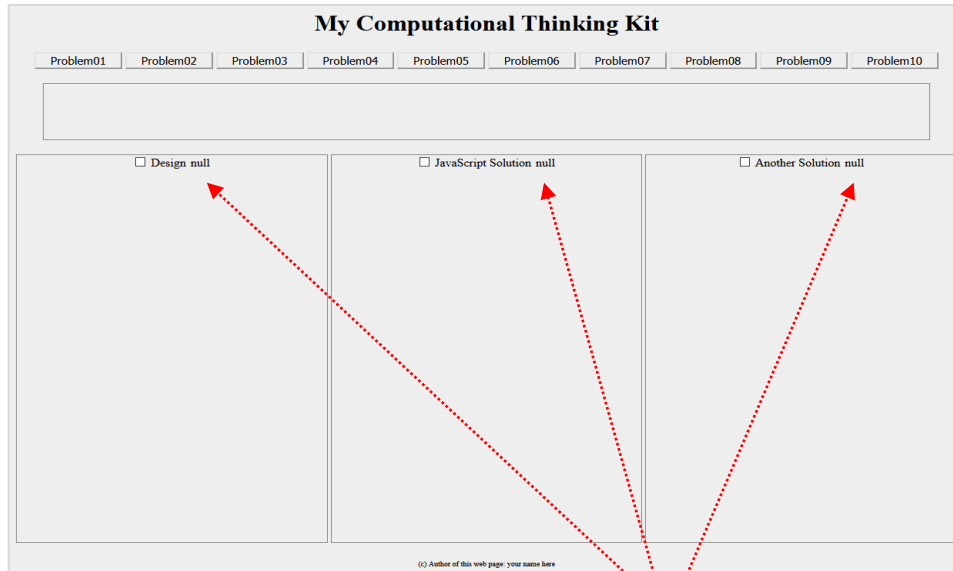 My Computational Thinking Kit
Problem01 Problem02 Problem03 Problem04 Problem05 Problem06 Problem07 Problem08 Problem09 Problem10
Design null JavaScript Solution null Another Solution null
(c) Author of this web page: your name here